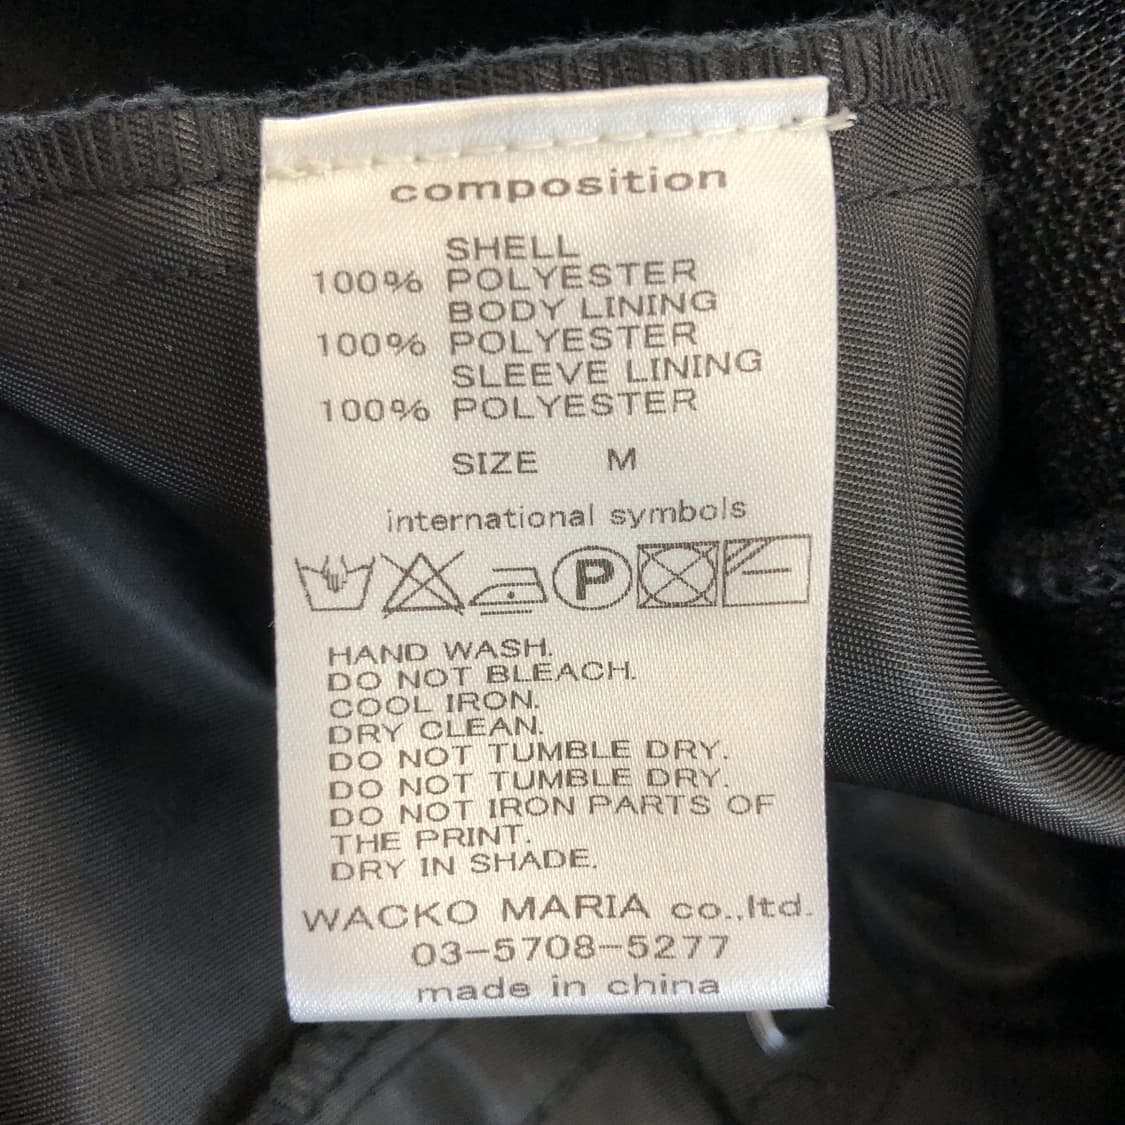 composition
SHELL
100% POLYESTER
BODY LINING
100% POLYESTER
SLEEVE LINING
100% POLYESTER
SIZE M
international symbols
P
HAND WASH.
DO NOT BLEACH.
COOL IRON.
DRY CLEAN.
DO NOT TUMBLE DRY.
DO NOT TUMBLE DRY.
DO NOT IRON PARTS OF
THE PRINT.
DRY IN SHADE.
WACKO MARIA co.,ltd.
03-5708-5277
made in china